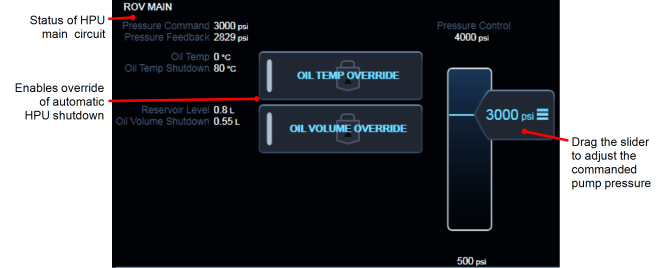 ROV MAIN
Status of HPU
main circuit
Pressure Command 3000 psi
Pressure Feedback 2829 psi
Pressure Control
4000 psi
Oil Temp 0 °C
Oil Temp Shutdown 80 °C
OIL TEMP OVERRIDE
Enables override
of automatic
HPU shutdown
Reservoir Level 0.8 L
Oil Volume Shutdown 0.55 L
OIL VOLUME OVERRIDE
3000 psi
Drag the slider
to adjust the
commanded
pump pressure
500 psi